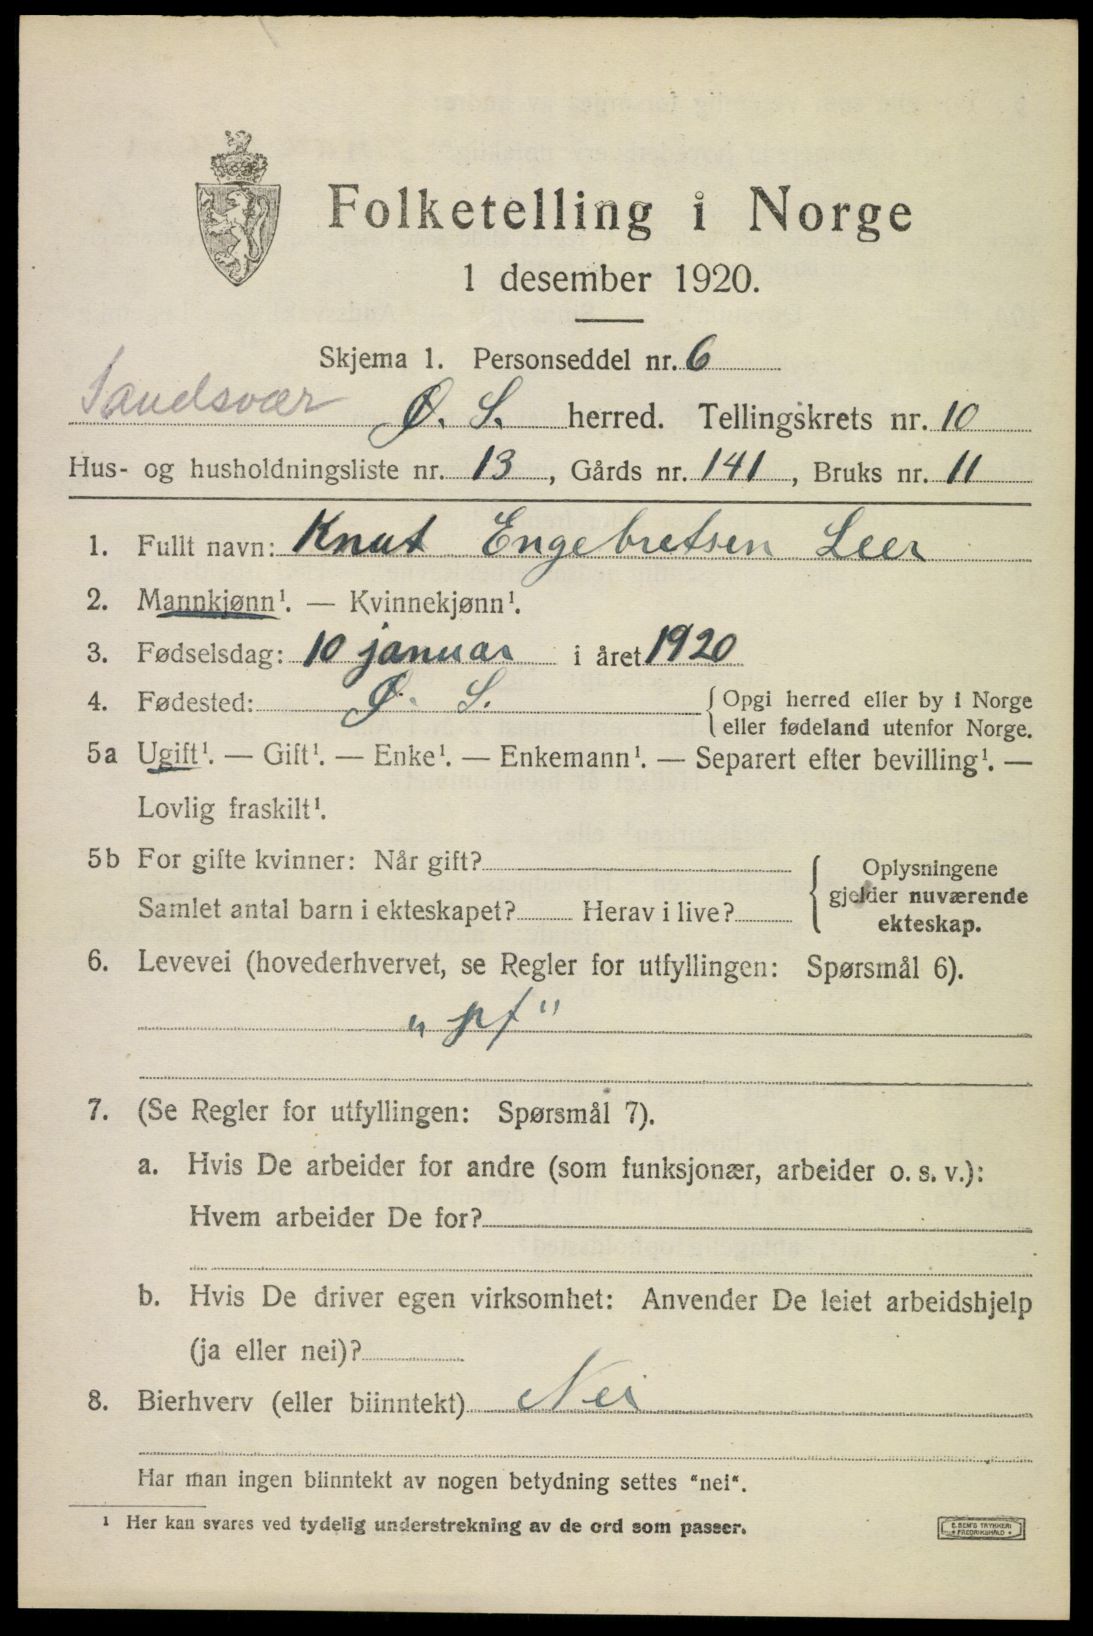 Folketelling i Norge
1 desember 1920.
Skjema 1. Personseddel nr. 6
Sandsvær Ø. S. herred. Tellingskrets nr. 10
Hus- og husholdningsliste nr. 13, Gårds nr. 141, Bruks nr. 11
1. Fullt navn: Knut Engebretsen Leer
2. Mannkjønn¹. — Kvinnekjønn¹.
3. Fødselsdag: 10 januar i året 1920
4. Fødested: Ø. S. {Opgi herred eller by i Norge
eller fødeland utenfor Norge.
5a Ugift¹. — Gift¹. — Enke¹. — Enkemann¹. — Separert efter bevilling¹. —
Lovlig fraskilt¹.
5b For gifte kvinner: Når gift?
Samlet antal barn i ekteskapet? Herav i live?
{ Oplysningene
gjelder nuværende
ekteskap.
6. Levevei (hovederhvervet, se Regler for utfyllingen: Spørsmål 6).
„ pf "
7. (Se Regler for utfyllingen: Spørsmål 7).
a. Hvis De arbeider for andre (som funksjonær, arbeider o. s. v.):
Hvem arbeider De for?
b. Hvis De driver egen virksomhet: Anvender De leiet arbeidshjelp
(ja eller nei)?
8. Bierhverv (eller biinntekt) Nei
Har man ingen biinntekt av nogen betydning settes "nei".
¹ Her kan svares ved tydelig understrekning av de ord som passer.
E. SEM'S TRYKKERI
FREDRIKSHALD